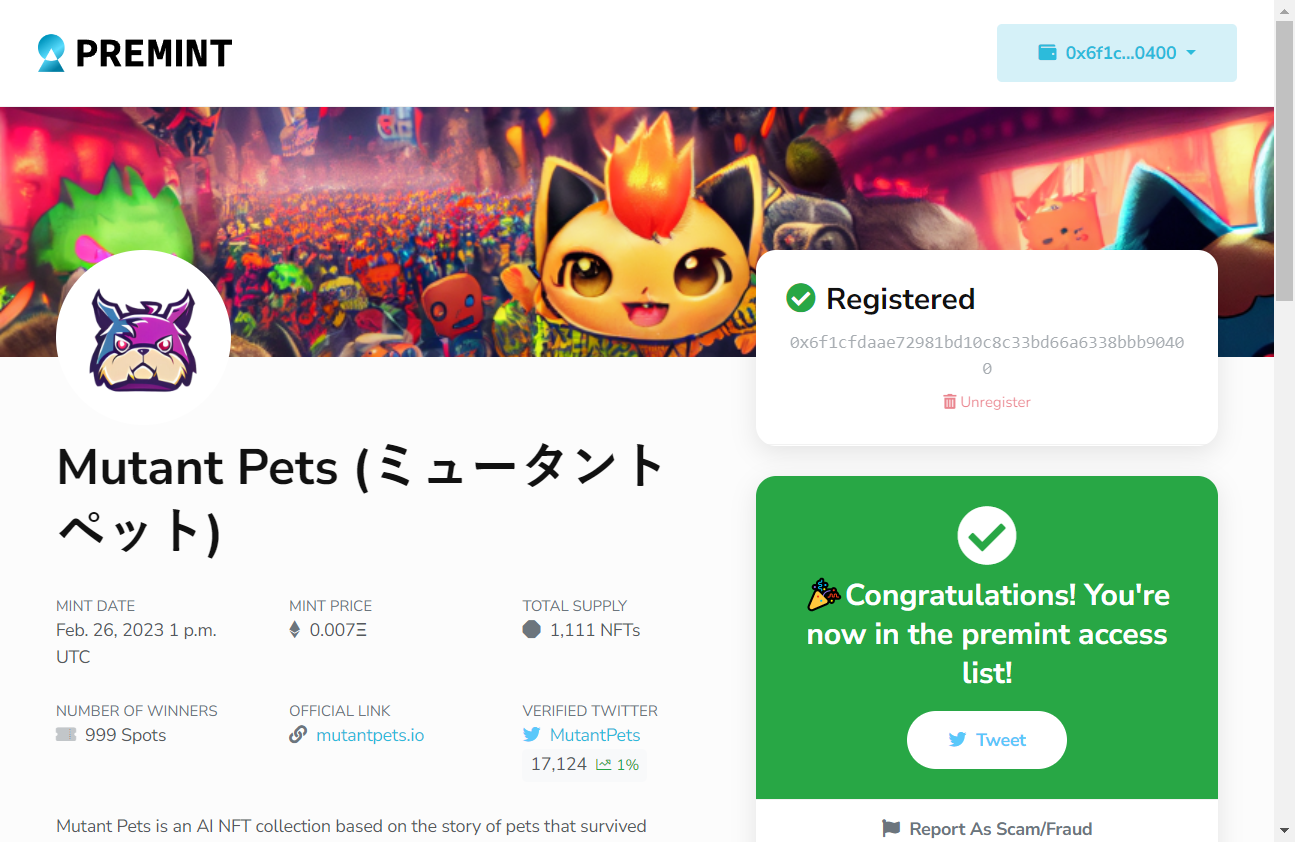 PREMINT
0x6f1c...0400
Registered
0x6f1cfdaae72981bd10c8c33bd66a6338bbb9040
0
Unregister
Mutant Pets (ミュータント
ペット)
MINT DATE
Feb. 26, 2023 1 p.m.
UTC
MINT PRICE
0.007Ξ
TOTAL SUPPLY
1,111 NFTs
NUMBER OF WINNERS
999 Spots
OFFICIAL LINK
mutantpets.io
VERIFIED TWITTER
MutantPets
17,124 1%
Mutant Pets is an AI NFT collection based on the story of pets that survived
🎉Congratulations! You're
now in the premint access
list!
Tweet
Report As Scam/Fraud